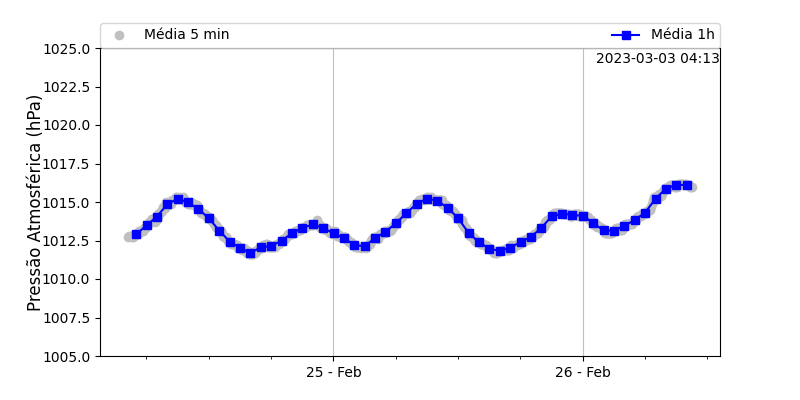 Média 5 min
Média 1h
2023-03-03 04:13
Pressão Atmosférica (hPa)
1025.0
1022.5
1020.0
1017.5
1015.0
1012.5
1010.0
1007.5
1005.0
25 - Feb
26 - Feb